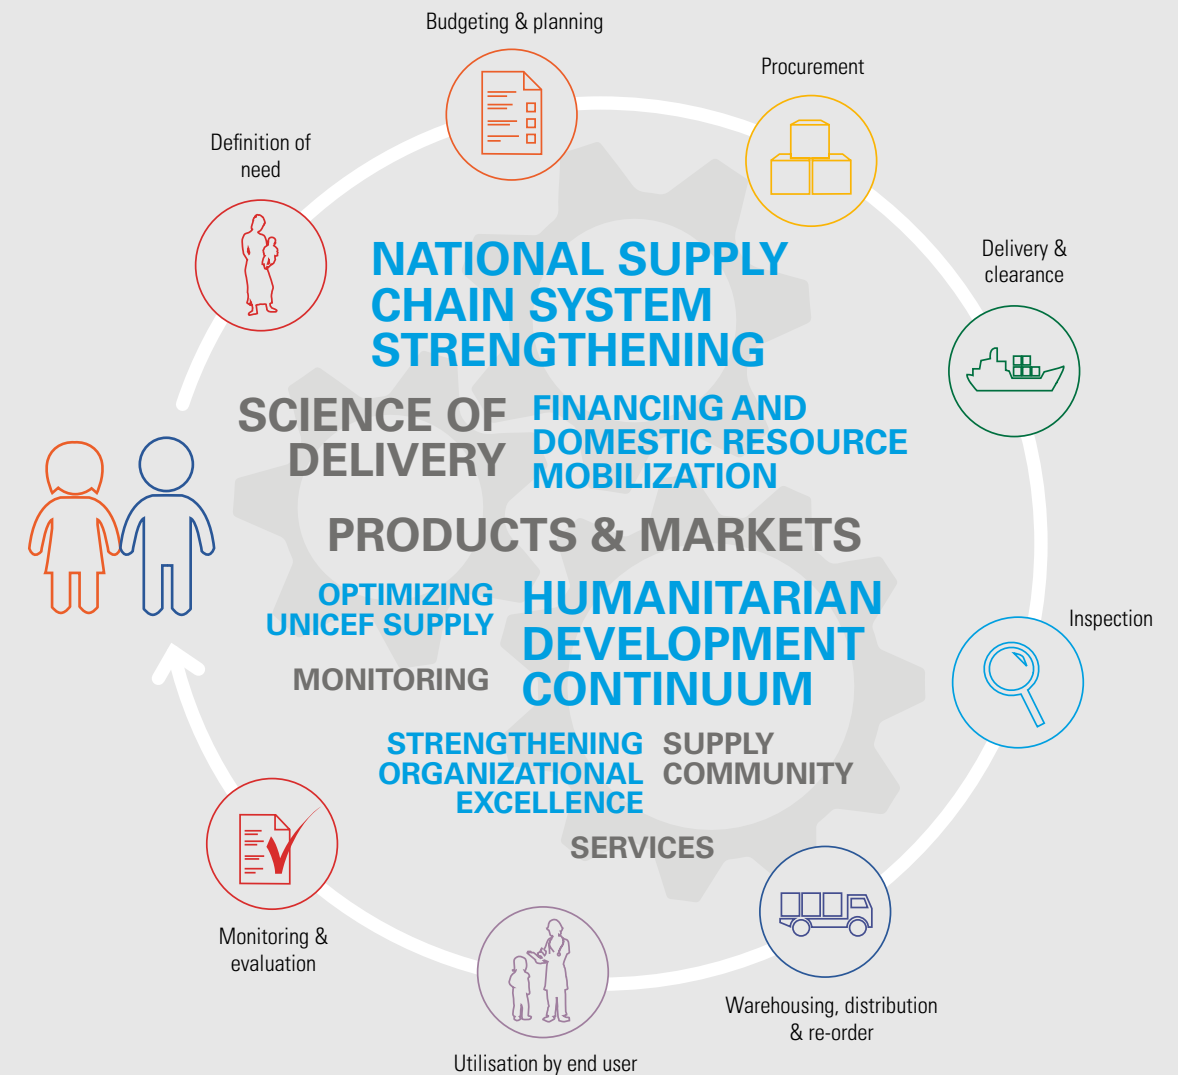 Budgeting & planning
Procurement
Definition of
need
Delivery &
clearance
NATIONAL SUPPLY
CHAIN SYSTEM
STRENGTHENING
SCIENCE OF
DELIVERY
FINANCING AND
DOMESTIC RESOURCE
MOBILIZATION
PRODUCTS & MARKETS
OPTIMIZING
UNICEF SUPPLY
HUMANITARIAN
DEVELOPMENT
CONTINUUM
MONITORING
Inspection
STRENGTHENING
ORGANIZATIONAL
EXCELLENCE
SUPPLY
COMMUNITY
SERVICES
Monitoring &
evaluation
Warehousing, distribution
& re-order
Utilisation by end user